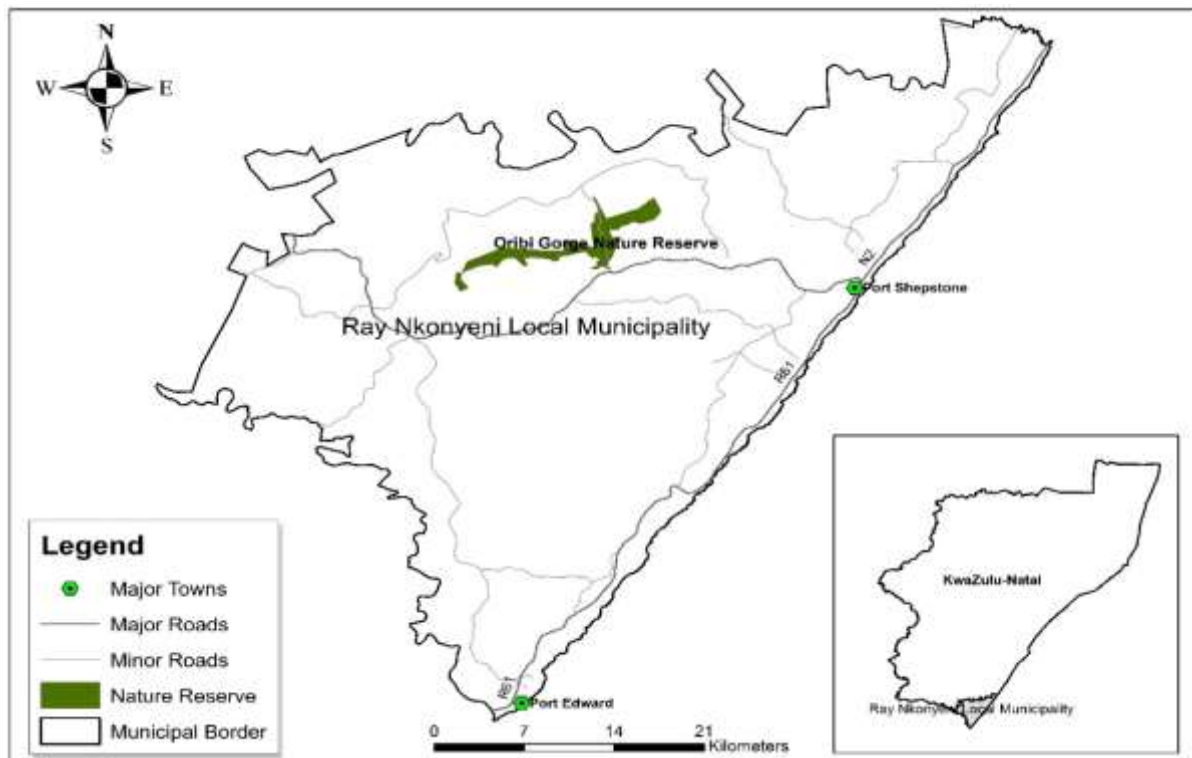 N
W
E
S
Oribi Gorge Nature Reserve
N2
Port Shepstone
Ray Nkonyeni Local Municipality
R61
R61
Port Edward
Legend
Major Towns
Major Roads
Minor Roads
Nature Reserve
Municipal Border
0 7 14 21
Kilometers
KwaZulu-Natal
Ray Nkonyeni Local Municipality